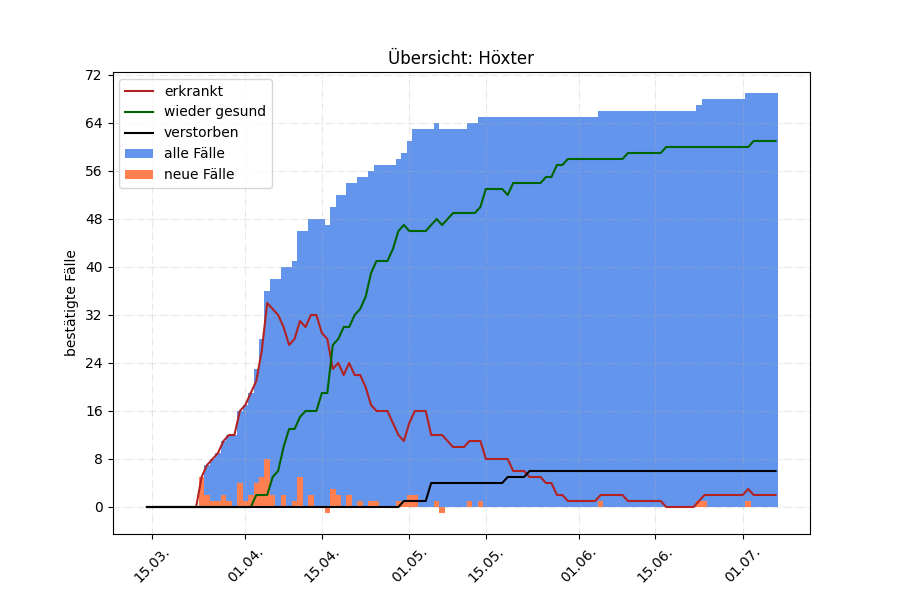 Übersicht: Höxter
72
64
56
48
40
32
24
16
8
0
bestätigte Fälle
erkrankt
wieder gesund
verstorben
alle Fälle
neue Fälle
15.03.
01.04.
15.04.
01.05.
15.05.
01.06.
15.06.
01.07.